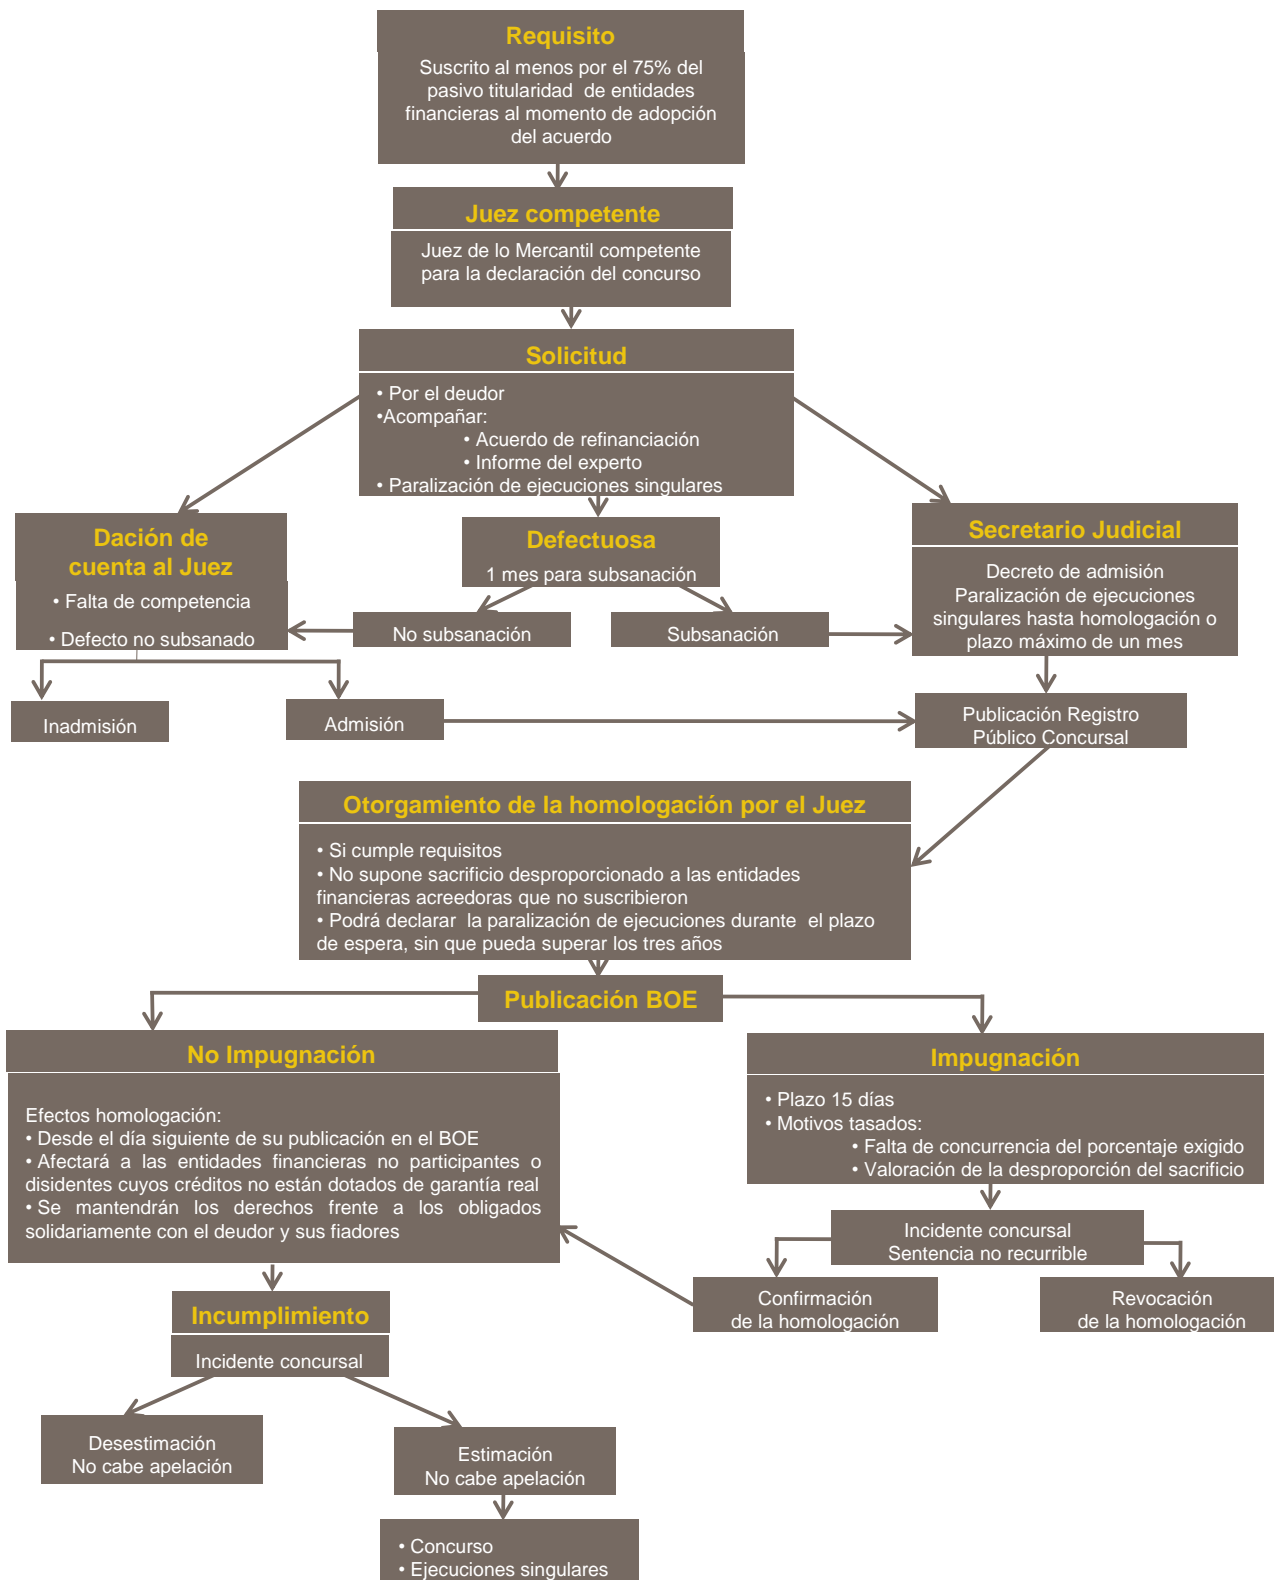 Requisito
Suscrito al menos por el 75% del
pasivo titularidad de entidades
financieras al momento de adopción
del acuerdo
Juez competente
Juez de lo Mercantil competente
para la declaración del concurso
Solicitud
• Por el deudor
•Acompañar:
• Acuerdo de refinanciación
• Informe del experto
• Paralización de ejecuciones singulares
Dación de
cuenta al Juez
• Falta de competencia
• Defecto no subsanado
Defectuosa
1 mes para subsanación
No subsanación
Subsanación
Secretario Judicial
Decreto de admisión
Paralización de ejecuciones
singulares hasta homologación o
plazo máximo de un mes
Inadmisión
Admisión
Publicación Registro
Público Concursal
Otorgamiento de la homologación por el Juez
• Si cumple requisitos
• No supone sacrificio desproporcionado a las entidades
financieras acreedoras que no suscribieron
• Podrá declarar la paralización de ejecuciones durante el plazo
de espera, sin que pueda superar los tres años
Publicación BOE
No Impugnación
Efectos homologación:
• Desde el día siguiente de su publicación en el BOE
• Afectará a las entidades financieras no participantes o
disidentes cuyos créditos no están dotados de garantía real
• Se mantendrán los derechos frente a los obligados
solidariamente con el deudor y sus fiadores
Impugnación
• Plazo 15 días
• Motivos tasados:
• Falta de concurrencia del porcentaje exigido
• Valoración de la desproporción del sacrificio
Incidente concursal
Sentencia no recurrible
Confirmación
de la homologación
Revocación
de la homologación
Incumplimiento
Incidente concursal
Desestimación
No cabe apelación
Estimación
No cabe apelación
• Concurso
• Ejecuciones singulares